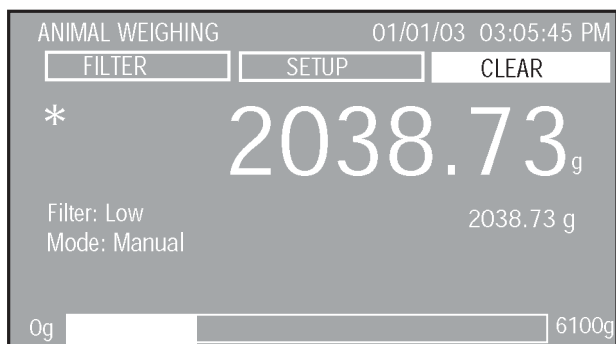 ANIMAL WEIGHING 01/01/03 03:05:45 PM
FILTER SETUP CLEAR
* 2038.73 g
Filter: Low 2038.73 g
Mode: Manual
0g 6100g